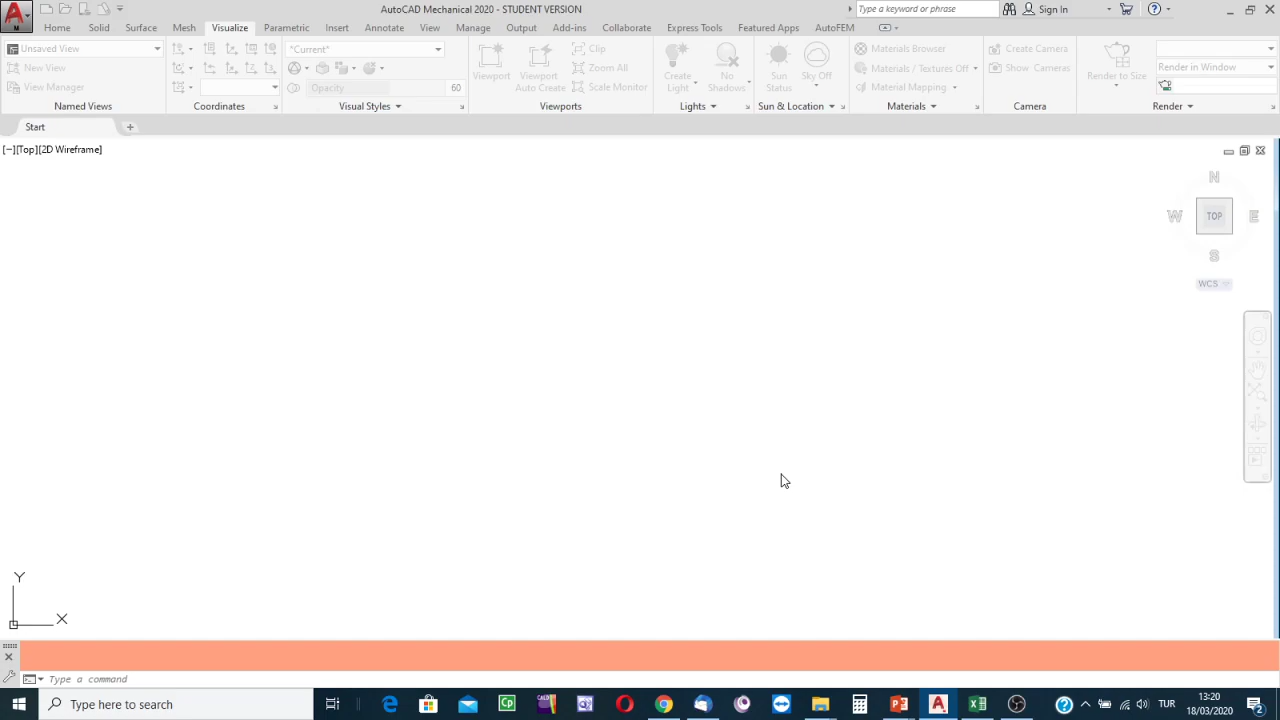 AutoCAD Mechanical 2020 - STUDENT VERSION
Type a keyword or phrase
Sign In
Home Solid Surface Mesh Visualize Parametric Insert Annotate View Manage Output Add-ins Collaborate Express Tools Featured Apps AutoFEM
Unsaved View
New View
View Manager
Named Views
Coordinates
*Current*
Opacity 60
Visual Styles
Viewport
Viewport Auto Create
Clip
Zoom All
Scale Monitor
Viewports
Create Light
No Shadows
Lights
Sun Status
Sky Off
Sun & Location
Materials Browser
Materials / Textures Off
Material Mapping
Materials
Create Camera
Show Cameras
Camera
Render to Size
Render in Window
Render
Start
[−][Top][2D Wireframe]
N
W TOP E
S
WCS
Y
X
Type a command
Type here to search
TUR
13:20
18/03/2020
2